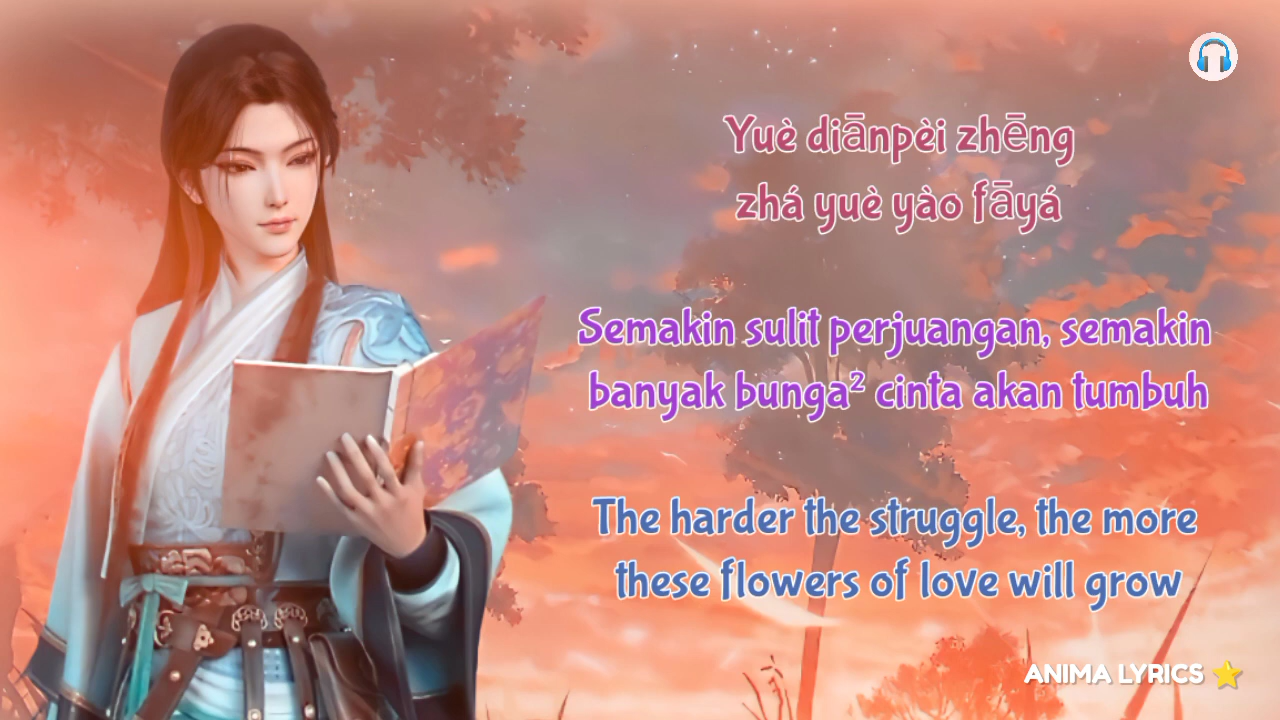 Yuè diānpèi zhēng
zhá yuè yào fāyá
Semakin sulit perjuangan, semakin
banyak bunga² cinta akan tumbuh
The harder the struggle, the more
these flowers of love will grow
ANIMA LYRICS ⭐